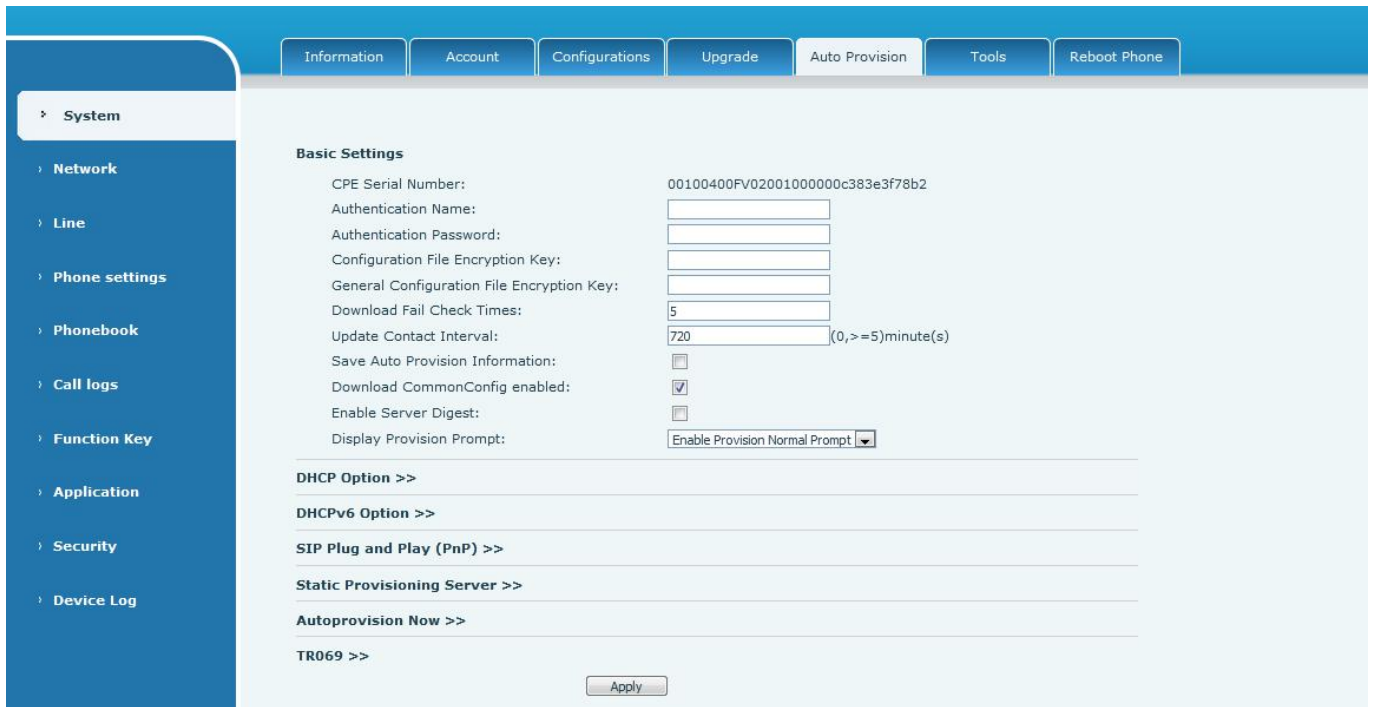 Information Account Configurations Upgrade Auto Provision Tools Reboot Phone
System
Network
Line
Phone settings
Phonebook
Call logs
Function Key
Application
Security
Device Log
Basic Settings
CPE Serial Number: 00100400FV02001000000c383e3f78b2
Authentication Name:
Authentication Password:
Configuration File Encryption Key:
General Configuration File Encryption Key:
Download Fail Check Times: 5
Update Contact Interval: 720 (0,>=5)minute(s)
Save Auto Provision Information:
Download CommonConfig enabled:
Enable Server Digest:
Display Provision Prompt: Enable Provision Normal Prompt
DHCP Option >>
DHCPv6 Option >>
SIP Plug and Play (PnP) >>
Static Provisioning Server >>
Autoprovision Now >>
TR069 >>
Apply